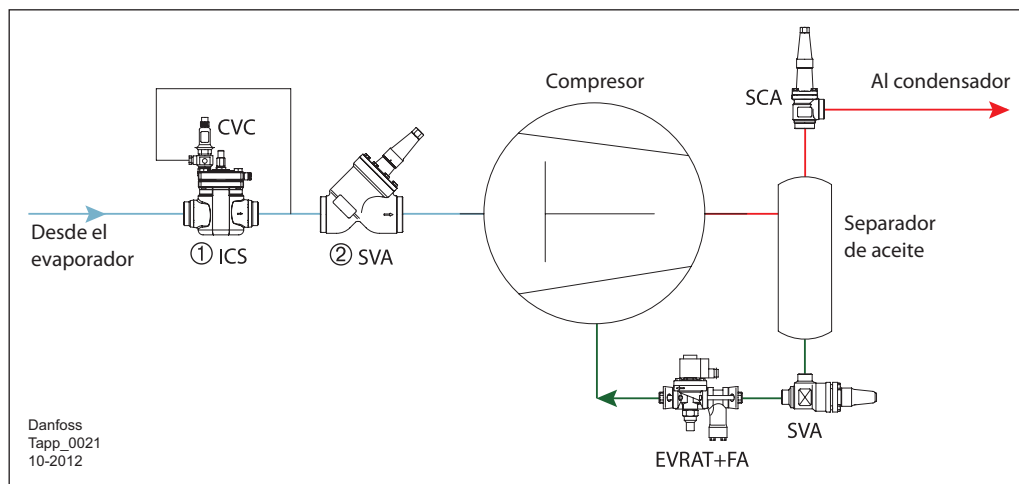 Compresor
SCA
Al condensador
CVC
Desde el
evaporador
① ICS
② SVA
Separador
de aceite
EVRAT+FA
SVA
Danfoss
Tapp_0021
10-2012